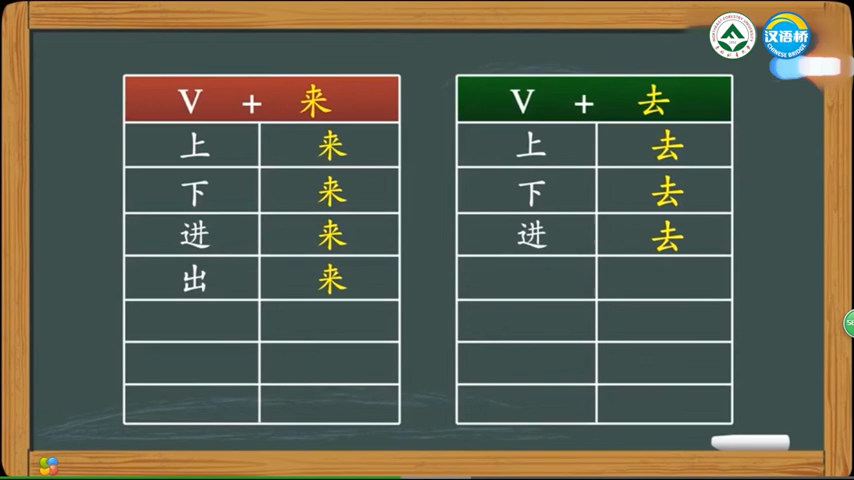 汉语桥
CHINESE BRIDGE
V + 来
上 来
下 来
进 来
出 来
V + 去
上 去
下 去
进 去